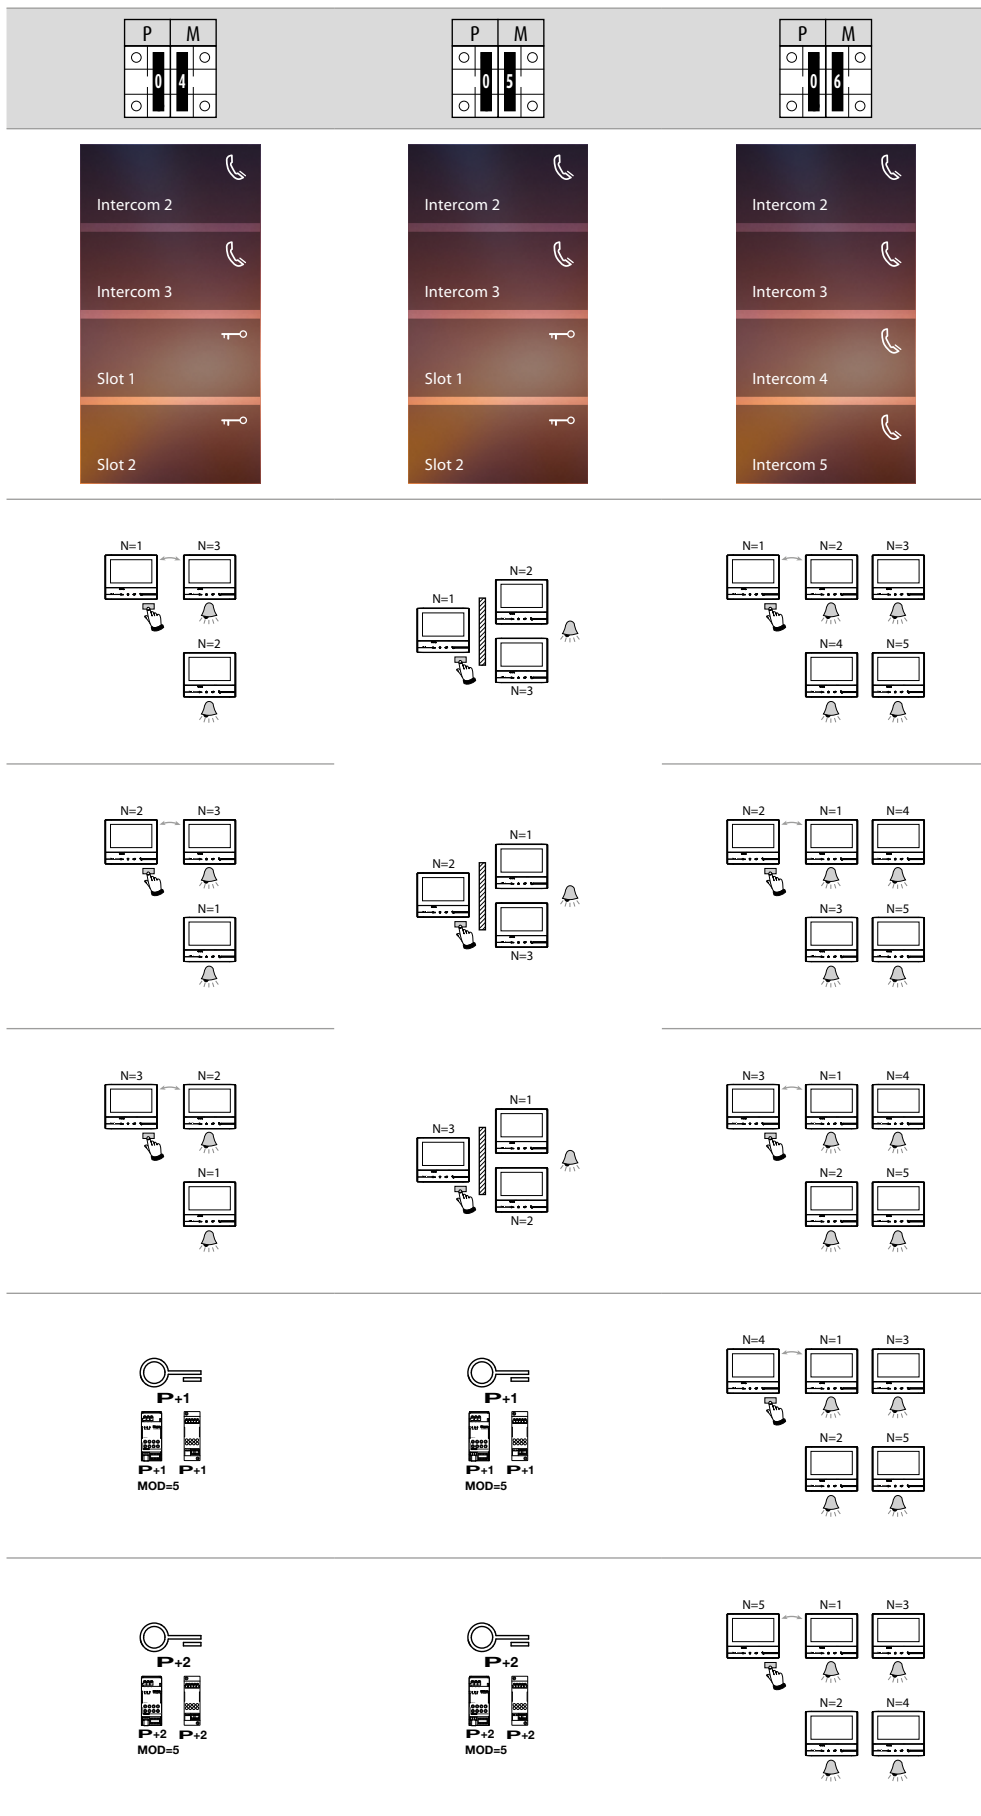 P M P M P M
0 4 0 5 0 6
Intercom 2 Intercom 2 Intercom 2
Intercom 3 Intercom 3 Intercom 3
Slot 1 Slot 1 Intercom 4
Slot 2 Slot 2 Intercom 5
N=1 N=3 N=1 N=2 N=3
N=2
N=1
N=2 N=4 N=5
N=3
N=2 N=3 N=2 N=1 N=4
N=1
N=2
N=1 N=3 N=5
N=3
N=3 N=2 N=3 N=1 N=4
N=1
N=3
N=1 N=2 N=5
N=2
N=4 N=1 N=3
P+1 P+1
N=2 N=5
P+1 P+1 P+1 P+1
MOD=5 MOD=5
N=5 N=1 N=3
P+2 P+2
N=2 N=4
P+2 P+2 P+2 P+2
MOD=5 MOD=5